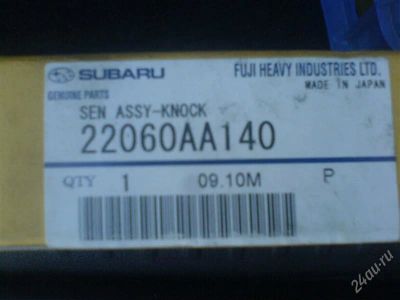 SUBARU FUJI HEAVY INDUSTRIES LTD.
GENUINE PARTS MADE IN JAPAN
SEN ASSY-KNOCK
22060AA140
QTY 1 09.10M P
24au.ru